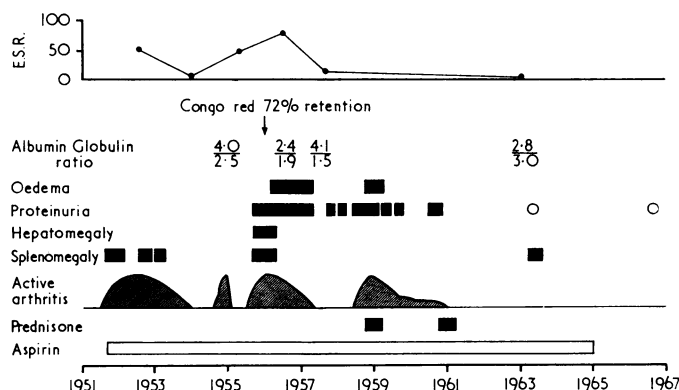 100
E.S.R.
50
0
Congo red 72% retention
Albumin Globulin
ratio
4·0 2·4 4·1 2·8
2·5 1·9 1·5 3·0
Oedema
Proteinuria
Hepatomegaly
Splenomegaly
Active
arthritis
Prednisone
Aspirin
1951 1953 1955 1957 1959 1961 1963 1965 1967